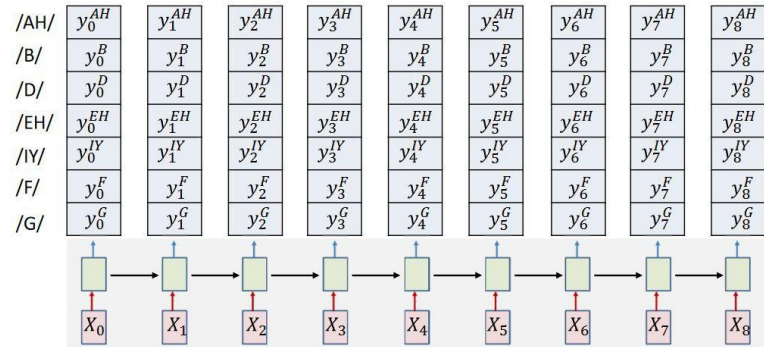 /AH/ y_0^{AH} y_1^{AH} y_2^{AH} y_3^{AH} y_4^{AH} y_5^{AH} y_6^{AH} y_7^{AH} y_8^{AH}
/B/ y_0^B y_1^B y_2^B y_3^B y_4^B y_5^B y_6^B y_7^B y_8^B
/D/ y_0^D y_1^D y_2^D y_3^D y_4^D y_5^D y_6^D y_7^D y_8^D
/EH/ y_0^{EH} y_1^{EH} y_2^{EH} y_3^{EH} y_4^{EH} y_5^{EH} y_6^{EH} y_7^{EH} y_8^{EH}
/IY/ y_0^{IY} y_1^{IY} y_2^{IY} y_3^{IY} y_4^{IY} y_5^{IY} y_6^{IY} y_7^{IY} y_8^{IY}
/F/ y_0^F y_1^F y_2^F y_3^F y_4^F y_5^F y_6^F y_7^F y_8^F
/G/ y_0^G y_1^G y_2^G y_3^G y_4^G y_5^G y_6^G y_7^G y_8^G
X_0 X_1 X_2 X_3 X_4 X_5 X_6 X_7 X_8